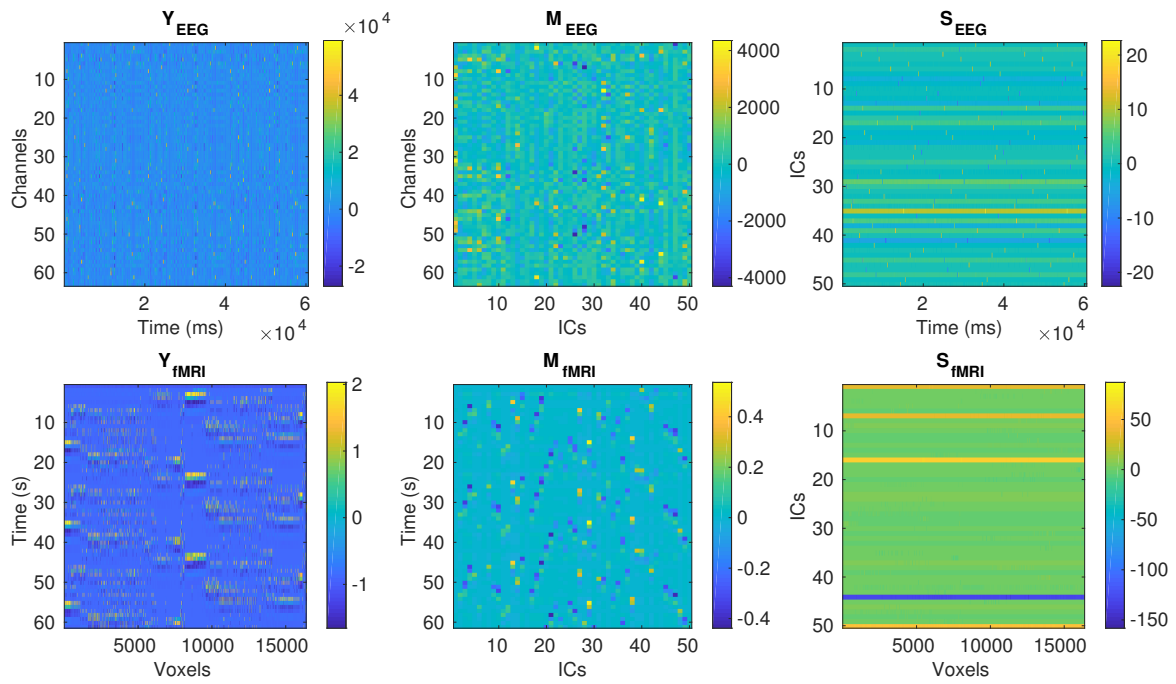 Y_EEG
×10^4
Channels
10
20
30
40
50
60
2 4 6
Time (ms)
×10^4
4
2
0
-2
M_EEG
Channels
10
20
30
40
50
60
10 20 30 40 50
ICs
4000
2000
0
-2000
-4000
S_EEG
ICs
10
20
30
40
50
2 4 6
Time (ms)
×10^4
20
10
0
-10
-20
Y_fMRI
Time (s)
10
20
30
40
50
60
5000 10000 15000
Voxels
2
1
0
-1
M_fMRI
Time (s)
10
20
30
40
50
60
10 20 30 40 50
ICs
0.4
0.2
0
-0.2
-0.4
S_fMRI
ICs
10
20
30
40
50
5000 10000 15000
Voxels
50
0
-50
-100
-150